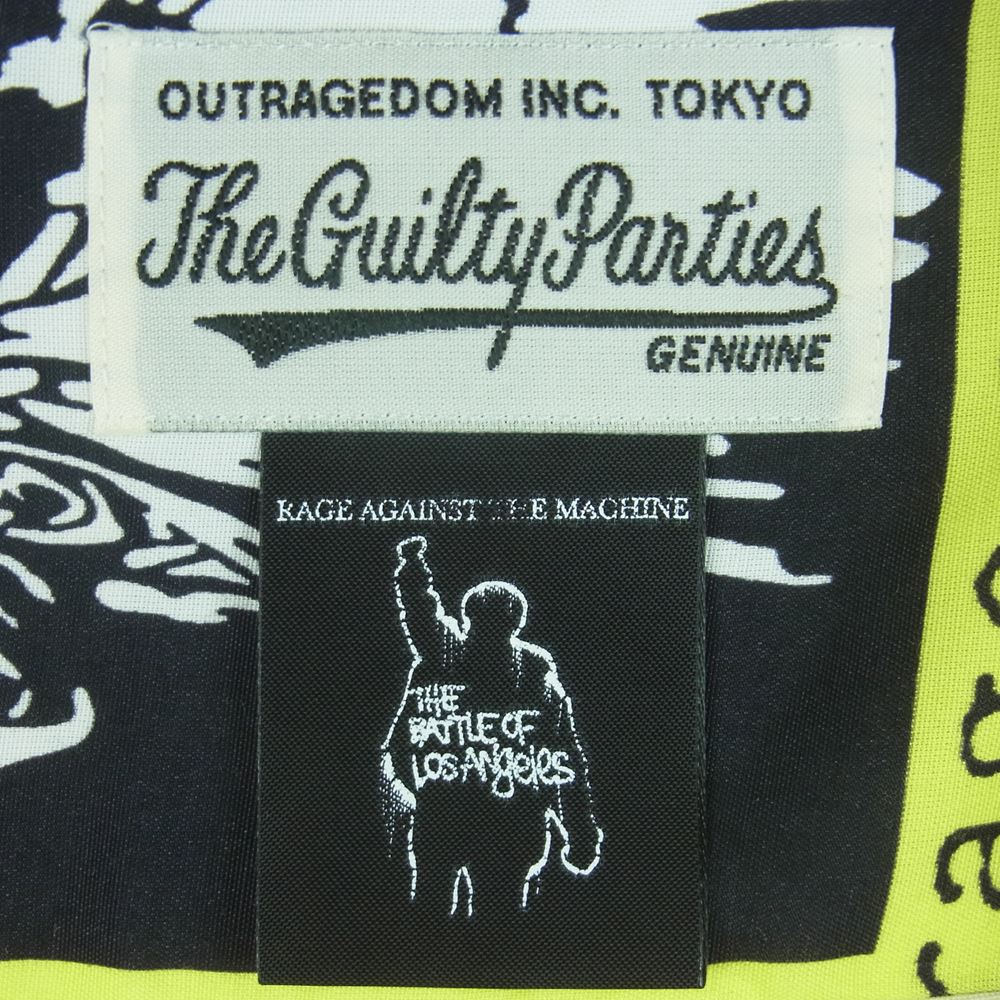 OUTRAGEDOM INC. TOKYO
The Guilty Parties
GENUINE
RAGE AGAINST THE MACHINE
THE
BATTLE OF
LOS ANgeles